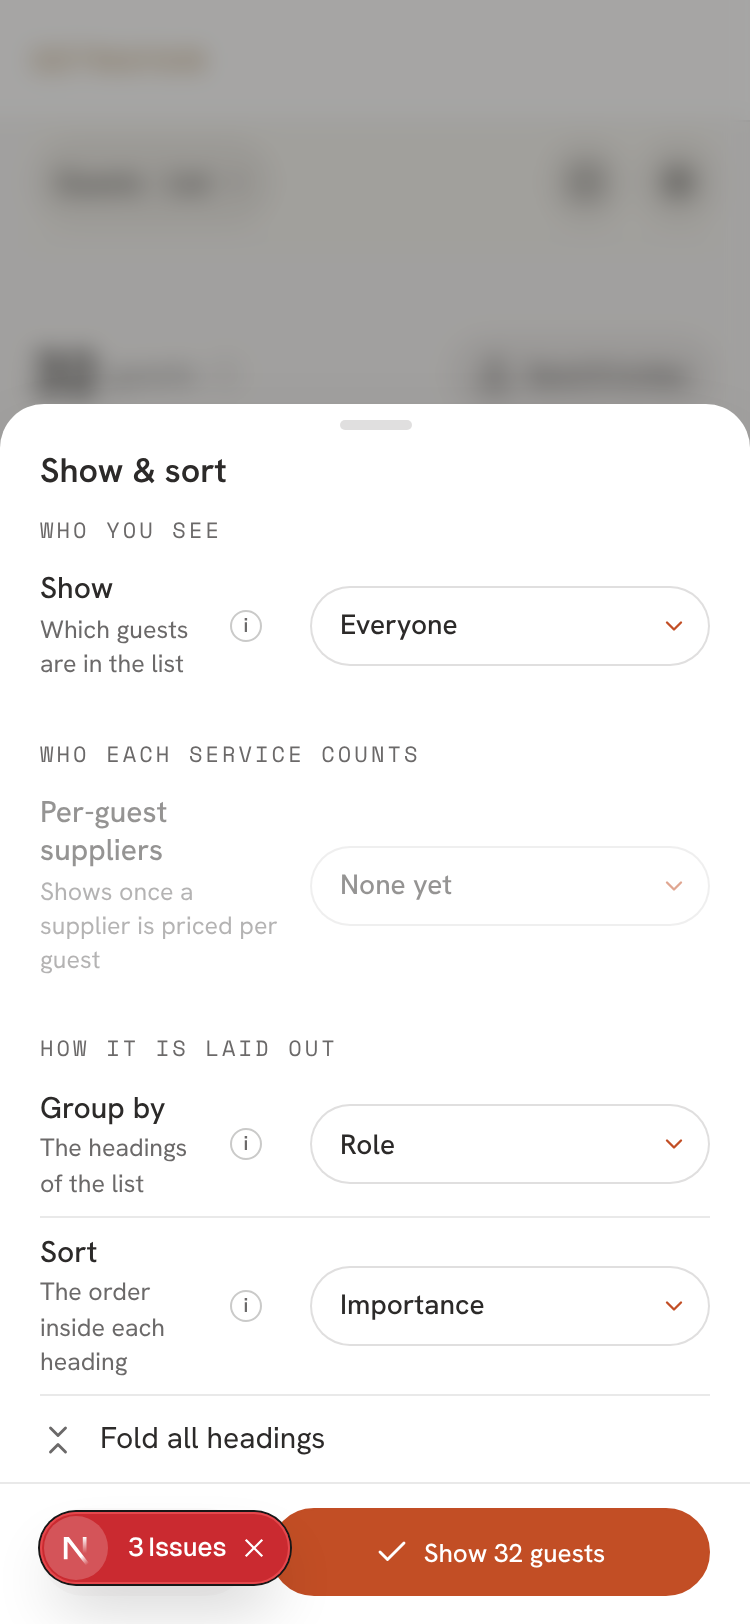 Show & sort
WHO YOU SEE
Show
Which guests
are in the list
i
Everyone
WHO EACH SERVICE COUNTS
Per-guest
suppliers
Shows once a
supplier is priced per
guest
None yet
HOW IT IS LAID OUT
Group by
The headings
of the list
i
Role
Sort
The order
inside each
heading
i
Importance
Fold all headings
N 3 Issues
Show 32 guests